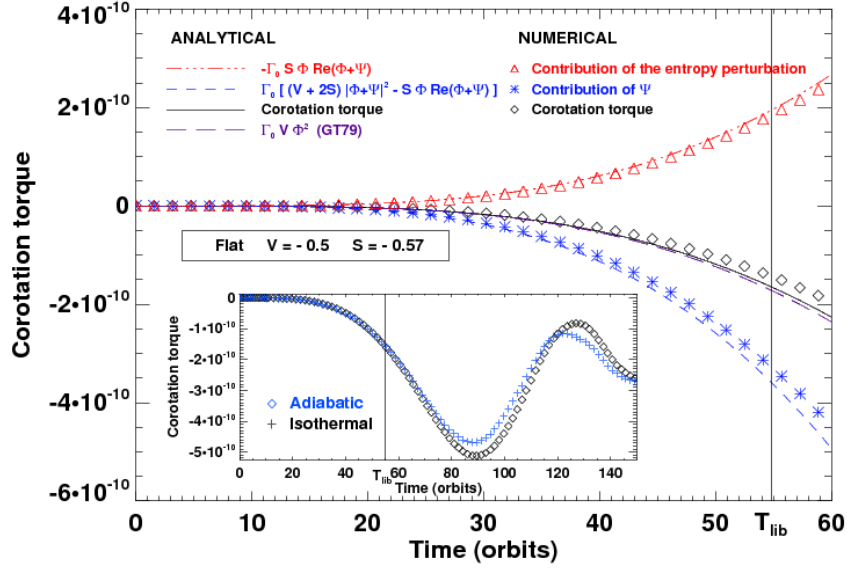 ANALYTICAL
-Γ₀ S Φ Re(Φ+Ψ)
Γ₀ [ (V + 2S) |Φ+Ψ|² - S Φ Re(Φ+Ψ) ]
Corotation torque
Γ₀ V Φ² (GT79)
NUMERICAL
Contribution of the entropy perturbation
Contribution of Ψ
Corotation torque
Flat V = - 0.5 S = - 0.57
Corotation torque
4•10⁻¹⁰
2•10⁻¹⁰
0
-2•10⁻¹⁰
-4•10⁻¹⁰
-6•10⁻¹⁰
0 10 20 30 40 50 T_lib 60
Time (orbits)
Corotation torque
0
-1•10⁻¹⁰
-2•10⁻¹⁰
-3•10⁻¹⁰
-4•10⁻¹⁰
-5•10⁻¹⁰
Adiabatic
Isothermal
0 20 40 T_lib 60 80 100 120 140
Time (orbits)